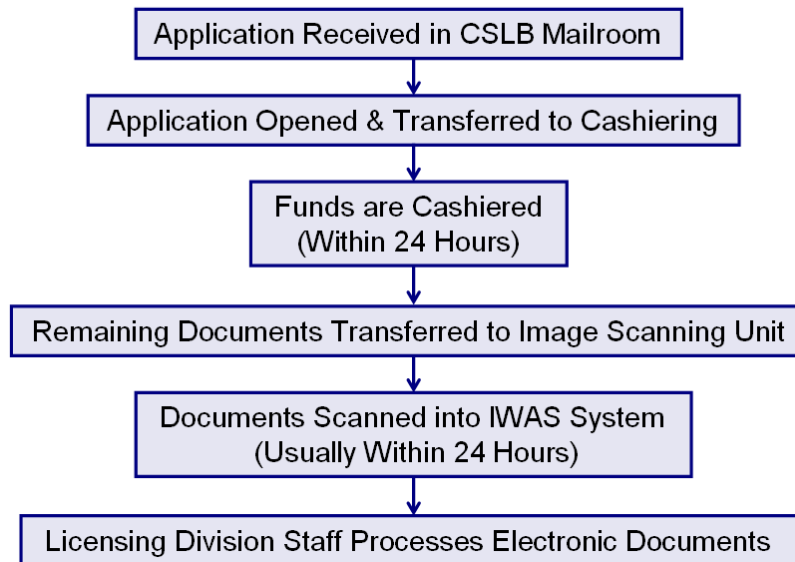 Application Received in CSLB Mailroom
Application Opened & Transferred to Cashiering
Funds are Cashiered
(Within 24 Hours)
Remaining Documents Transferred to Image Scanning Unit
Documents Scanned into IWAS System
(Usually Within 24 Hours)
Licensing Division Staff Processes Electronic Documents